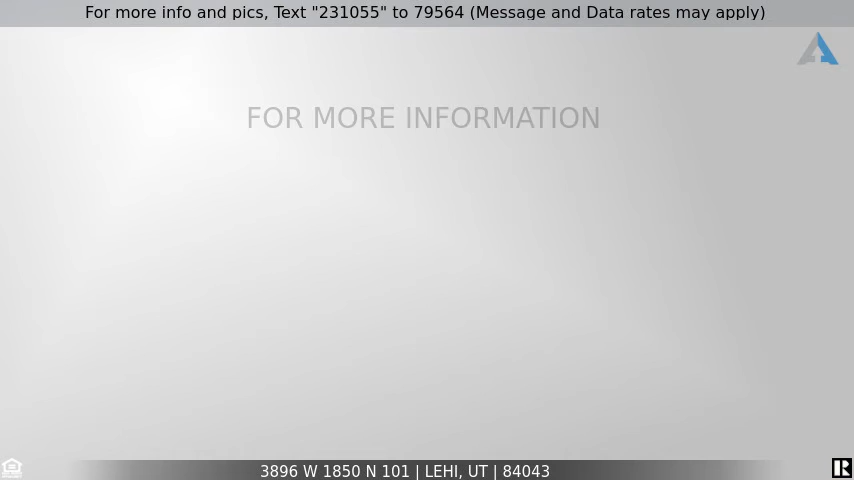 For more info and pics, Text "231055" to 79564 (Message and Data rates may apply)
FOR MORE INFORMATION
3896 W 1850 N 101 | LEHI, UT | 84043